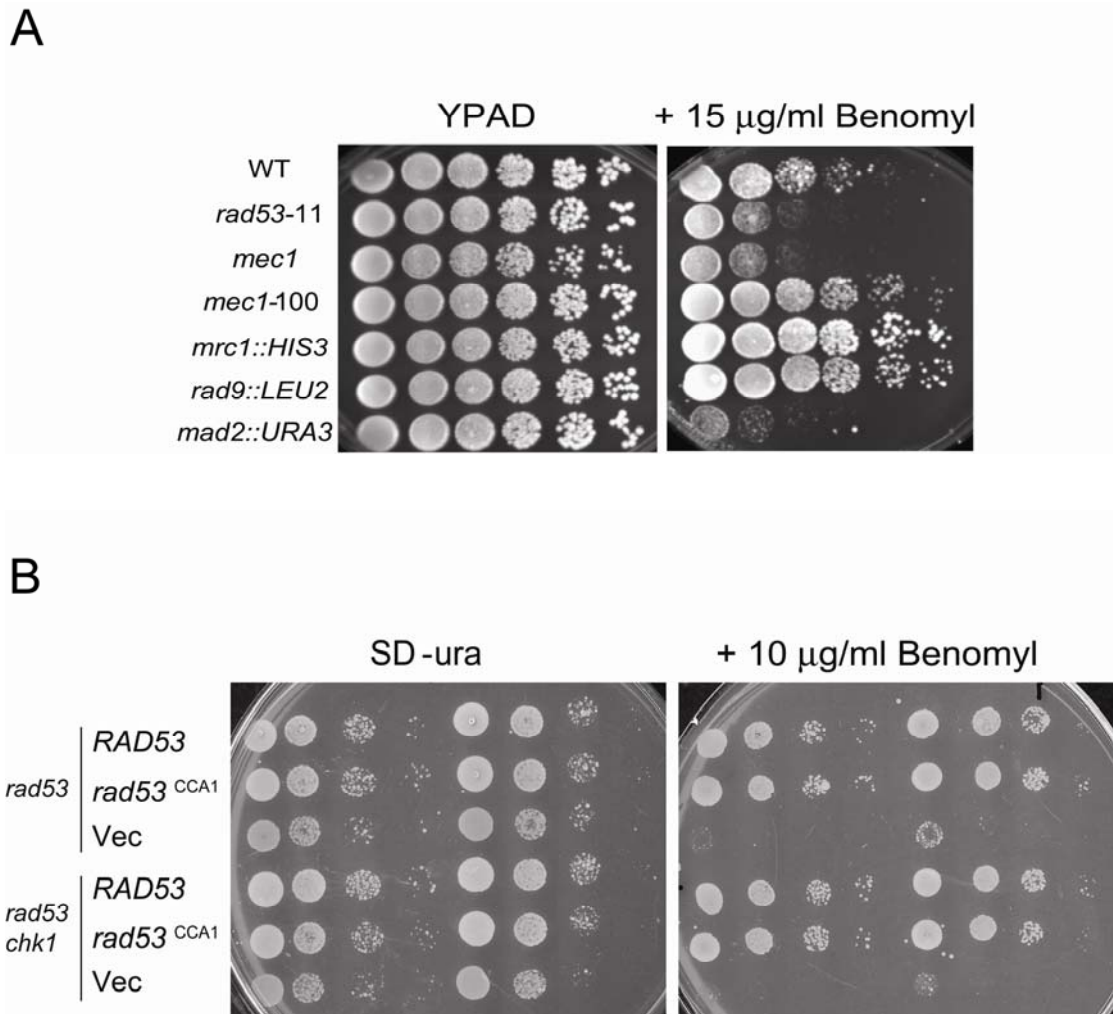 A
YPAD
+ 15 μg/ml Benomyl
WT
rad53-11
mec1
mec1-100
mrc1::HIS3
rad9::LEU2
mad2::URA3
B
SD -ura
+ 10 μg/ml Benomyl
rad53
RAD53
rad53 CCA1
Vec
rad53
chk1
RAD53
rad53 CCA1
Vec